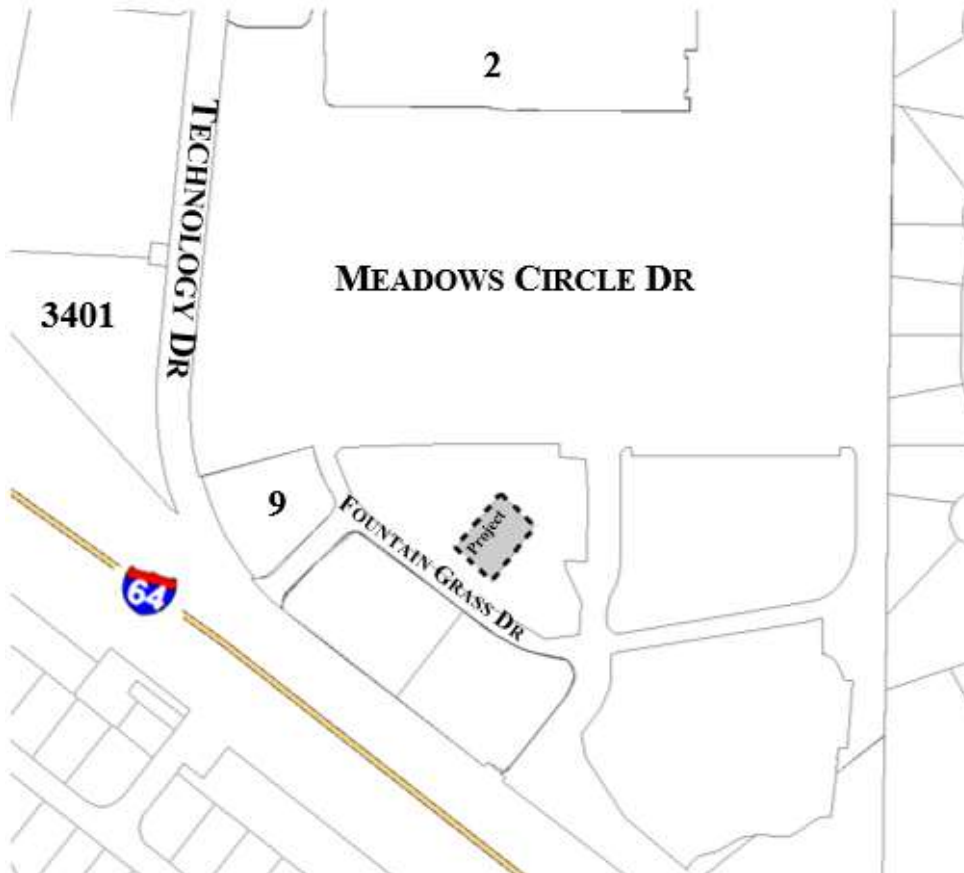 2
TECHNOLOGY DR
MEADOWS CIRCLE DR
3401
9
FOUNTAIN GRASS DR
Project
64